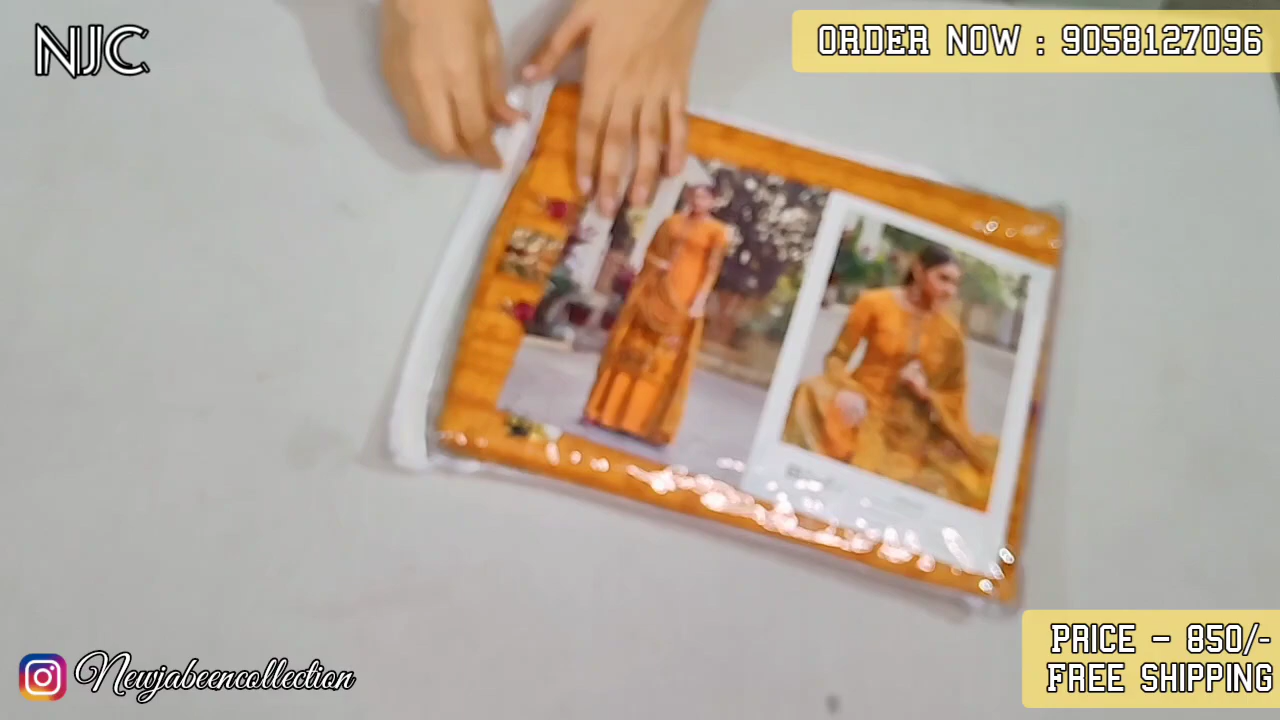 NJC
ORDER NOW : 9058127096
PRICE - 850/-
FREE SHIPPING
Newjabeencollection